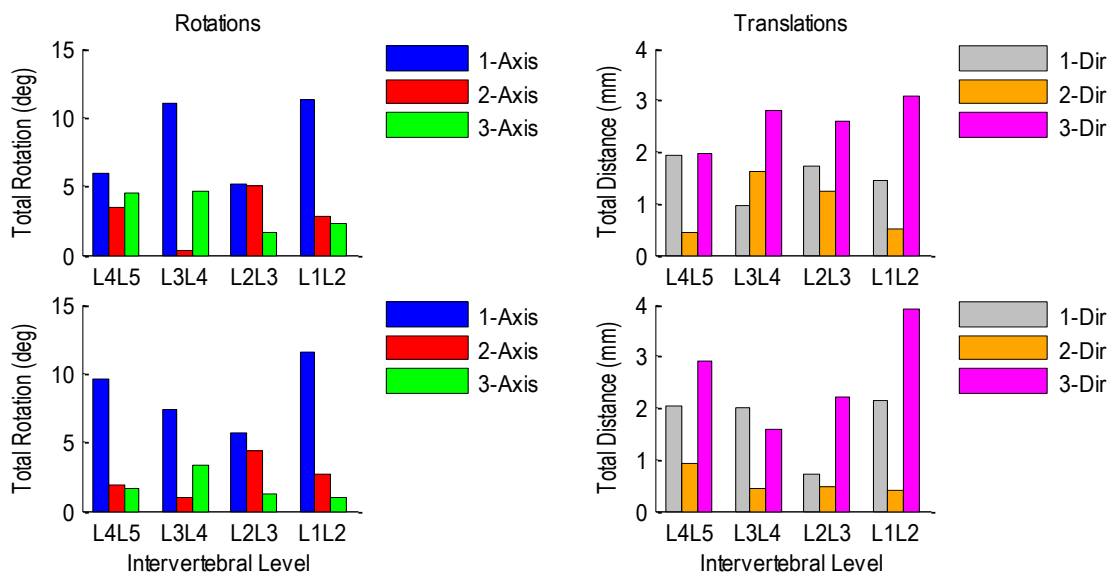 Rotations
Total Rotation (deg)
15
10
5
0
L4L5 L3L4 L2L3 L1L2
1-Axis
2-Axis
3-Axis
Translations
Total Distance (mm)
4
3
2
1
0
L4L5 L3L4 L2L3 L1L2
1-Dir
2-Dir
3-Dir
Total Rotation (deg)
15
10
5
0
L4L5 L3L4 L2L3 L1L2
Intervertebral Level
1-Axis
2-Axis
3-Axis
Total Distance (mm)
4
3
2
1
0
L4L5 L3L4 L2L3 L1L2
Intervertebral Level
1-Dir
2-Dir
3-Dir